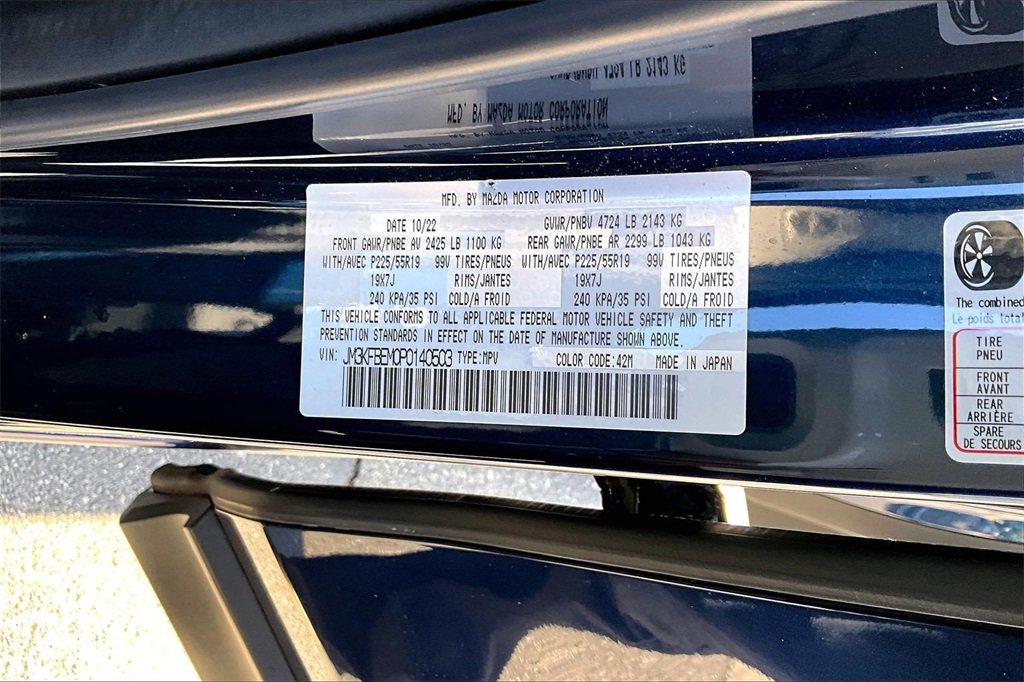 MFD. BY MAZDA MOTOR CORPORATION
DATE 10/22 GVWR/PNBV 4724 LB 2143 KG
FRONT GAWR/PNBE AV 2425 LB 1100 KG REAR GAWR/PNBE AR 2299 LB 1043 KG
WITH/AVEC P225/55R19 99V TIRES/PNEUS WITH/AVEC P225/55R19 99V TIRES/PNEUS
19X7J RIMS/JANTES 19X7J RIMS/JANTES
240 KPA/35 PSI COLD/A FROID 240 KPA/35 PSI COLD/A FROID
THIS VEHICLE CONFORMS TO ALL APPLICABLE FEDERAL MOTOR VEHICLE SAFETY AND THEFT
PREVENTION STANDARDS IN EFFECT ON THE DATE OF MANUFACTURE SHOWN ABOVE.
VIN: JM3KFBEM0P0140503 TYPE:MPV COLOR CODE:42M MADE IN JAPAN
The combined
Le poids total
TIRE
PNEU
FRONT
AVANT
REAR
ARRIÈRE
SPARE
DE SECOURS